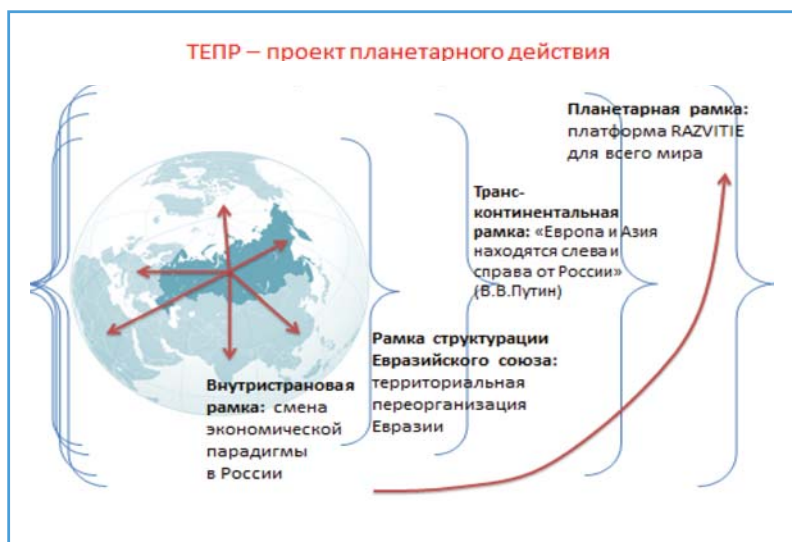 ТЕПР – проект планетарного действия
Планетарная рамка:
платформа RAZVITIE
для всего мира
Транс-
континентальная
рамка: «Европа и Азия
находятся слева и
справа от России»
(В.В.Путин)
Рамка структурации
Евразийского союза:
территориальная
переорганизация
Евразии
Внутристрановая
рамка: смена
экономической
парадигмы
в России